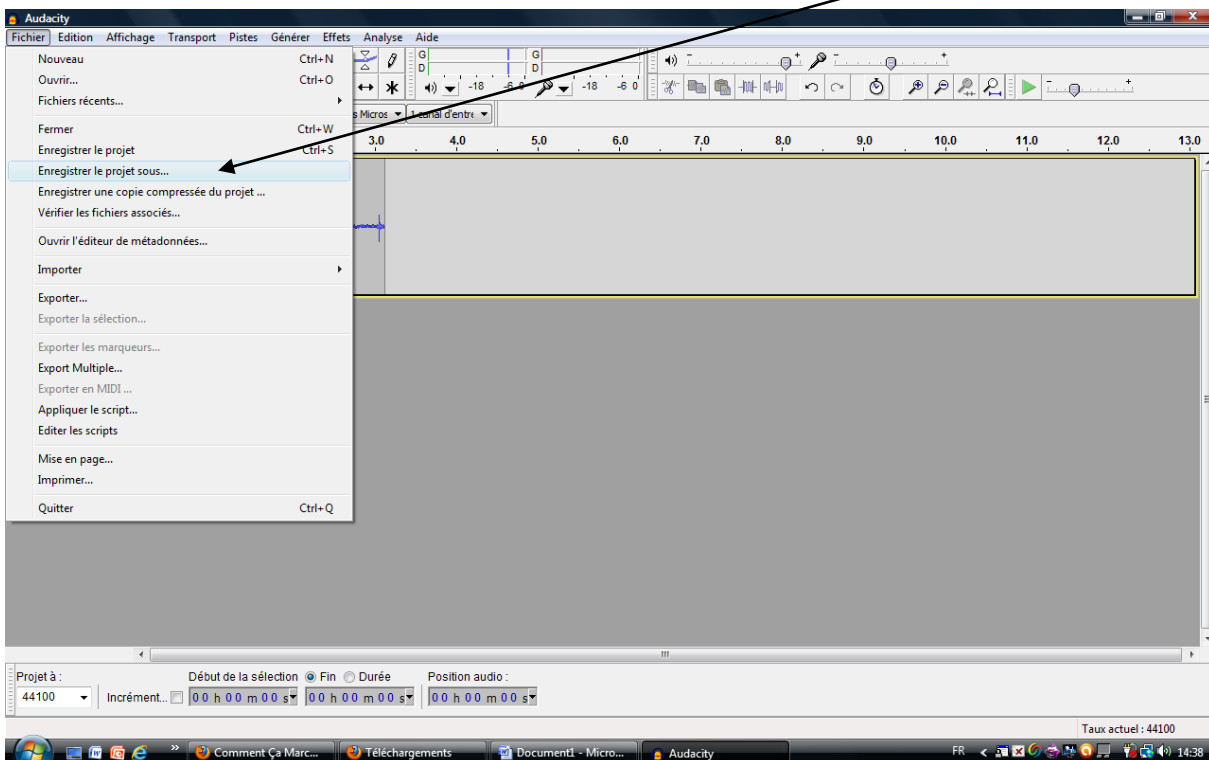 Audacity
Fichier Edition Affichage Transport Pistes Générer Effets Analyse Aide
Nouveau Ctrl+N
Ouvrir... Ctrl+O
Fichiers récents...
Fermer Ctrl+W
Enregistrer le projet Ctrl+S
Enregistrer le projet sous...
Enregistrer une copie compressée du projet ...
Vérifier les fichiers associés...
Ouvrir l'éditeur de métadonnées...
Importer
Exporter...
Exporter la sélection...
Exporter les marqueurs...
Export Multiple...
Exporter en MIDI ...
Appliquer le script...
Editer les scripts
Mise en page...
Imprimer...
Quitter Ctrl+Q
G G
D D
-18 -6 0 -18 -6 0
s Micros 1 canal d'entre
3.0 4.0 5.0 6.0 7.0 8.0 9.0 10.0 11.0 12.0 13.0
Projet à : Début de la sélection Fin Durée Position audio :
44100 Incrément... 00 h 00 m 00 s 00 h 00 m 00 s 00 h 00 m 00 s
Taux actuel : 44100
Comment Ça Marc... Téléchargements Document1 - Micro... Audacity FR 14:38